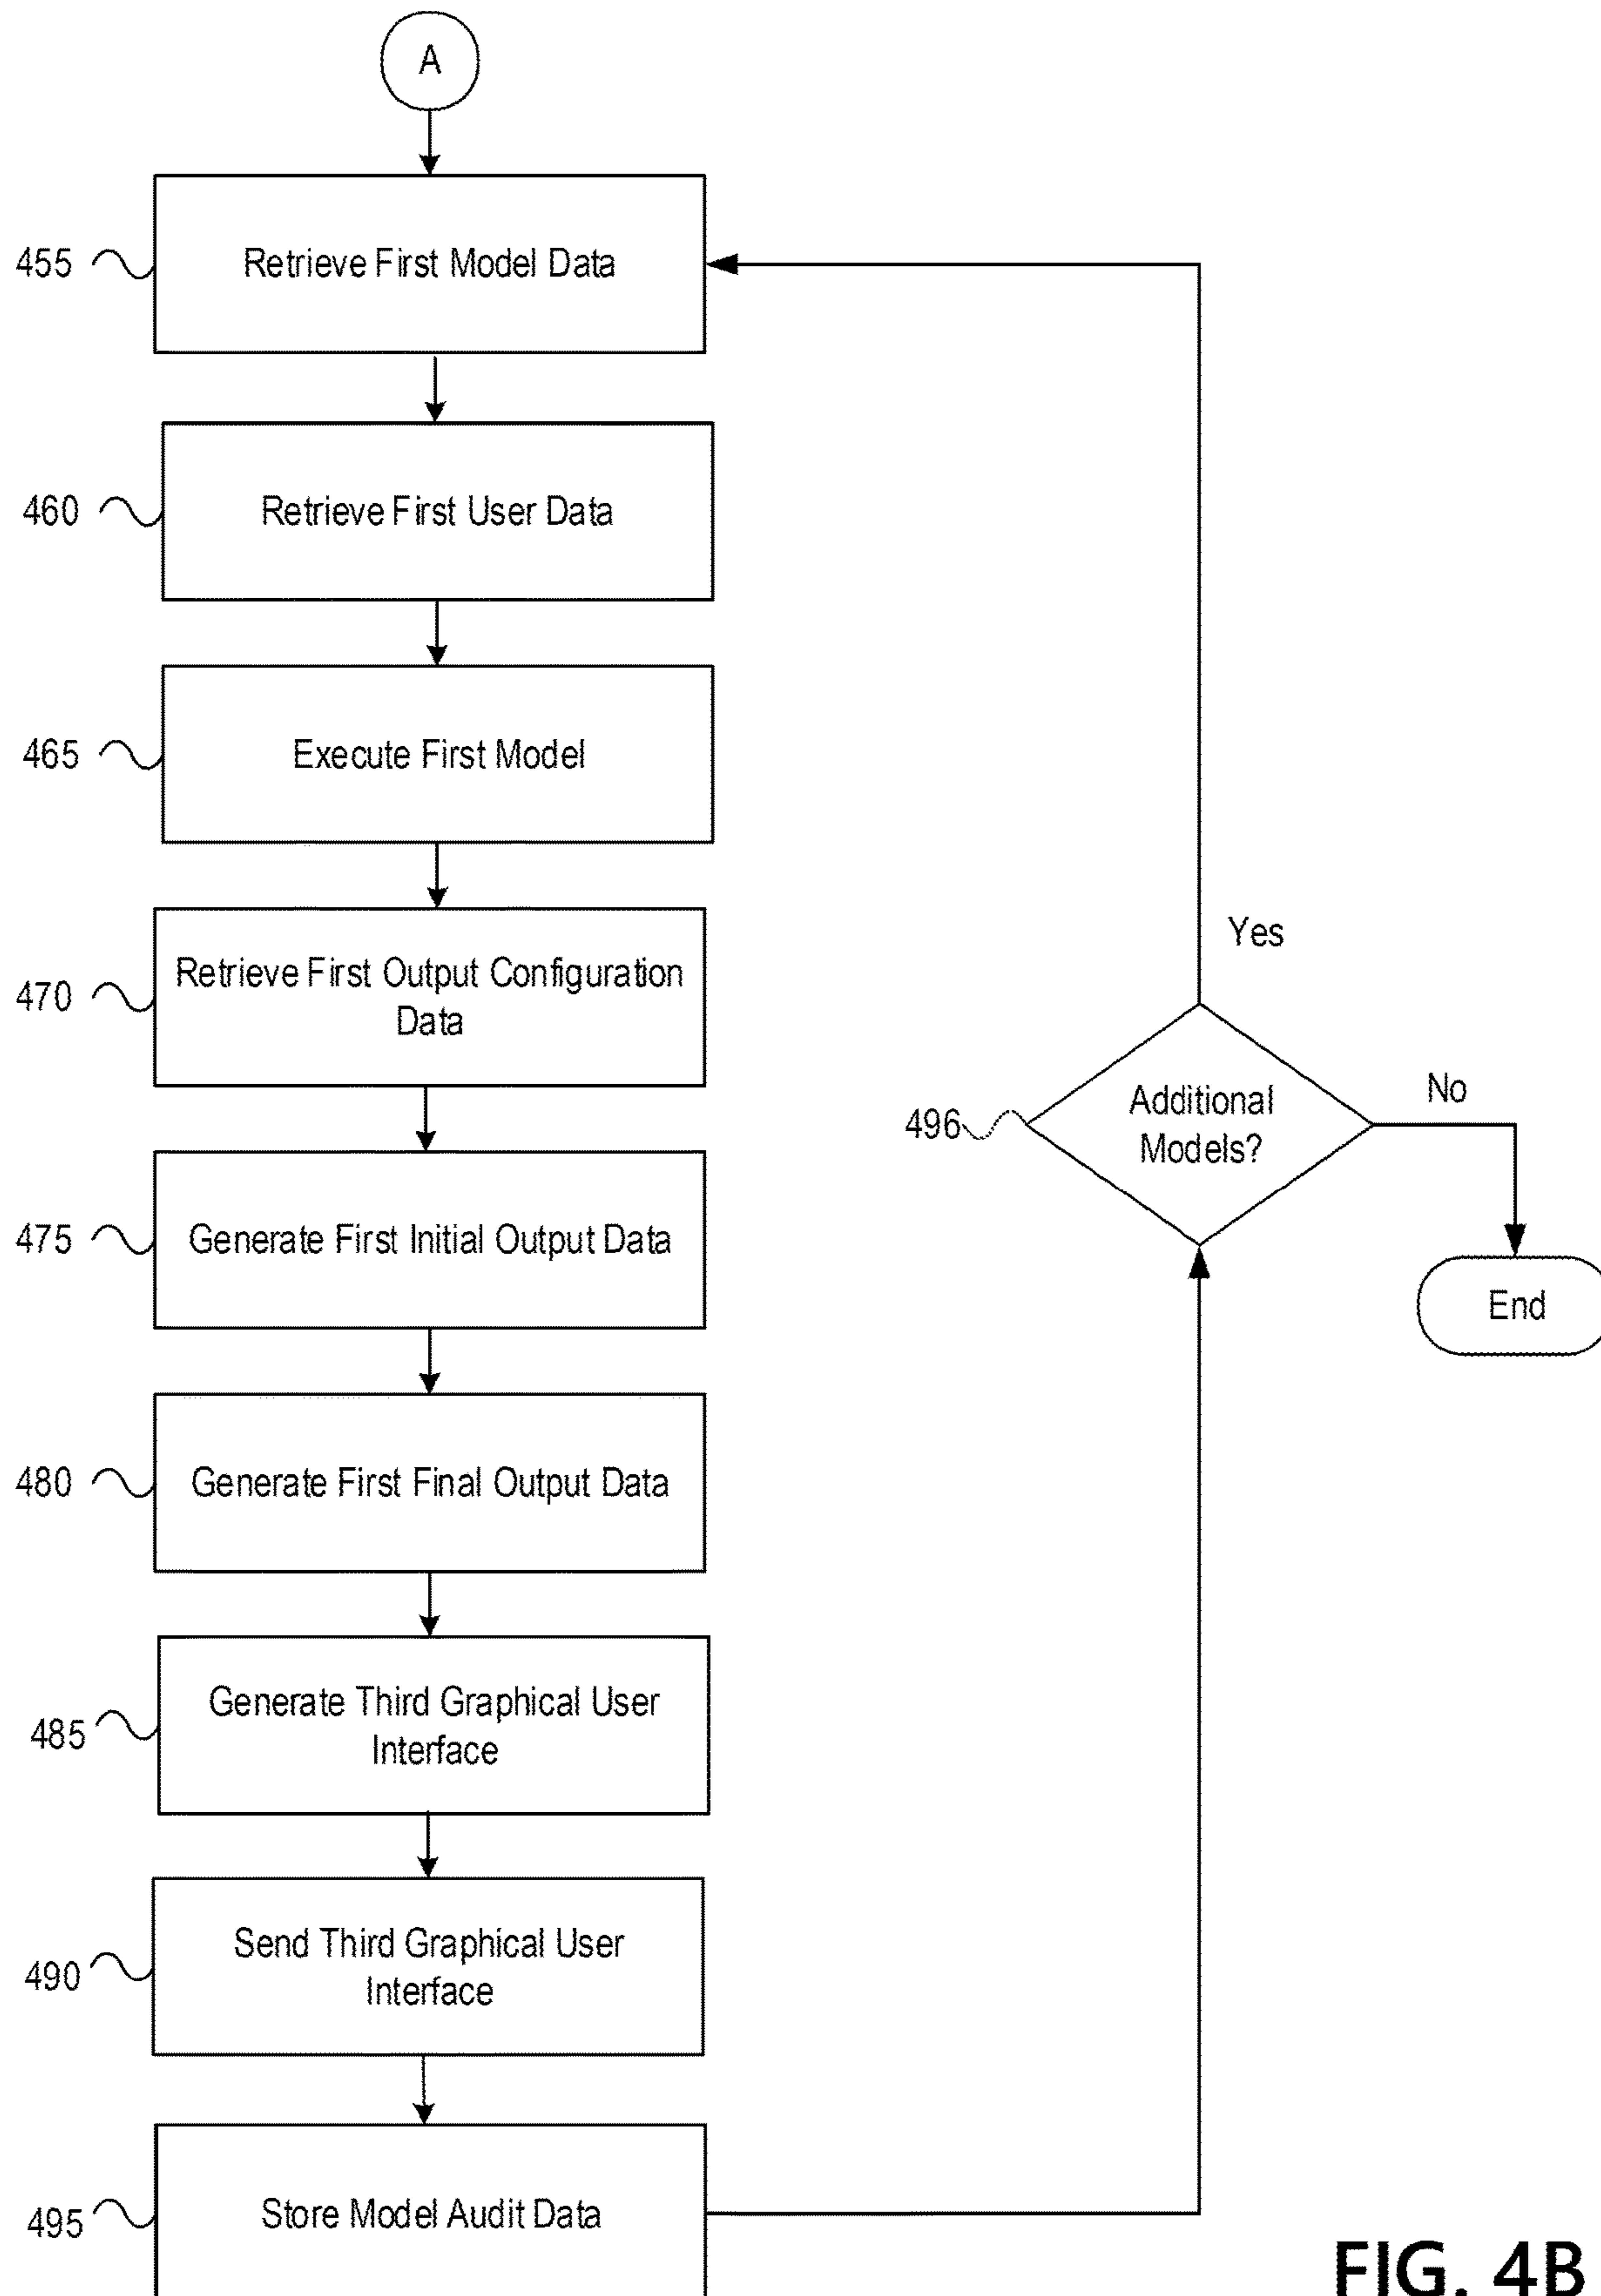 A
455
Retrieve First Model Data
460
Retrieve First User Data
465
Execute First Model
470
Retrieve First Output Configuration
Data
475
Generate First Initial Output Data
480
Generate First Final Output Data
485
Generate Third Graphical User
Interface
490
Send Third Graphical User
Interface
495
Store Model Audit Data
496
Additional
Models?
Yes
No
End
FIG. 4B